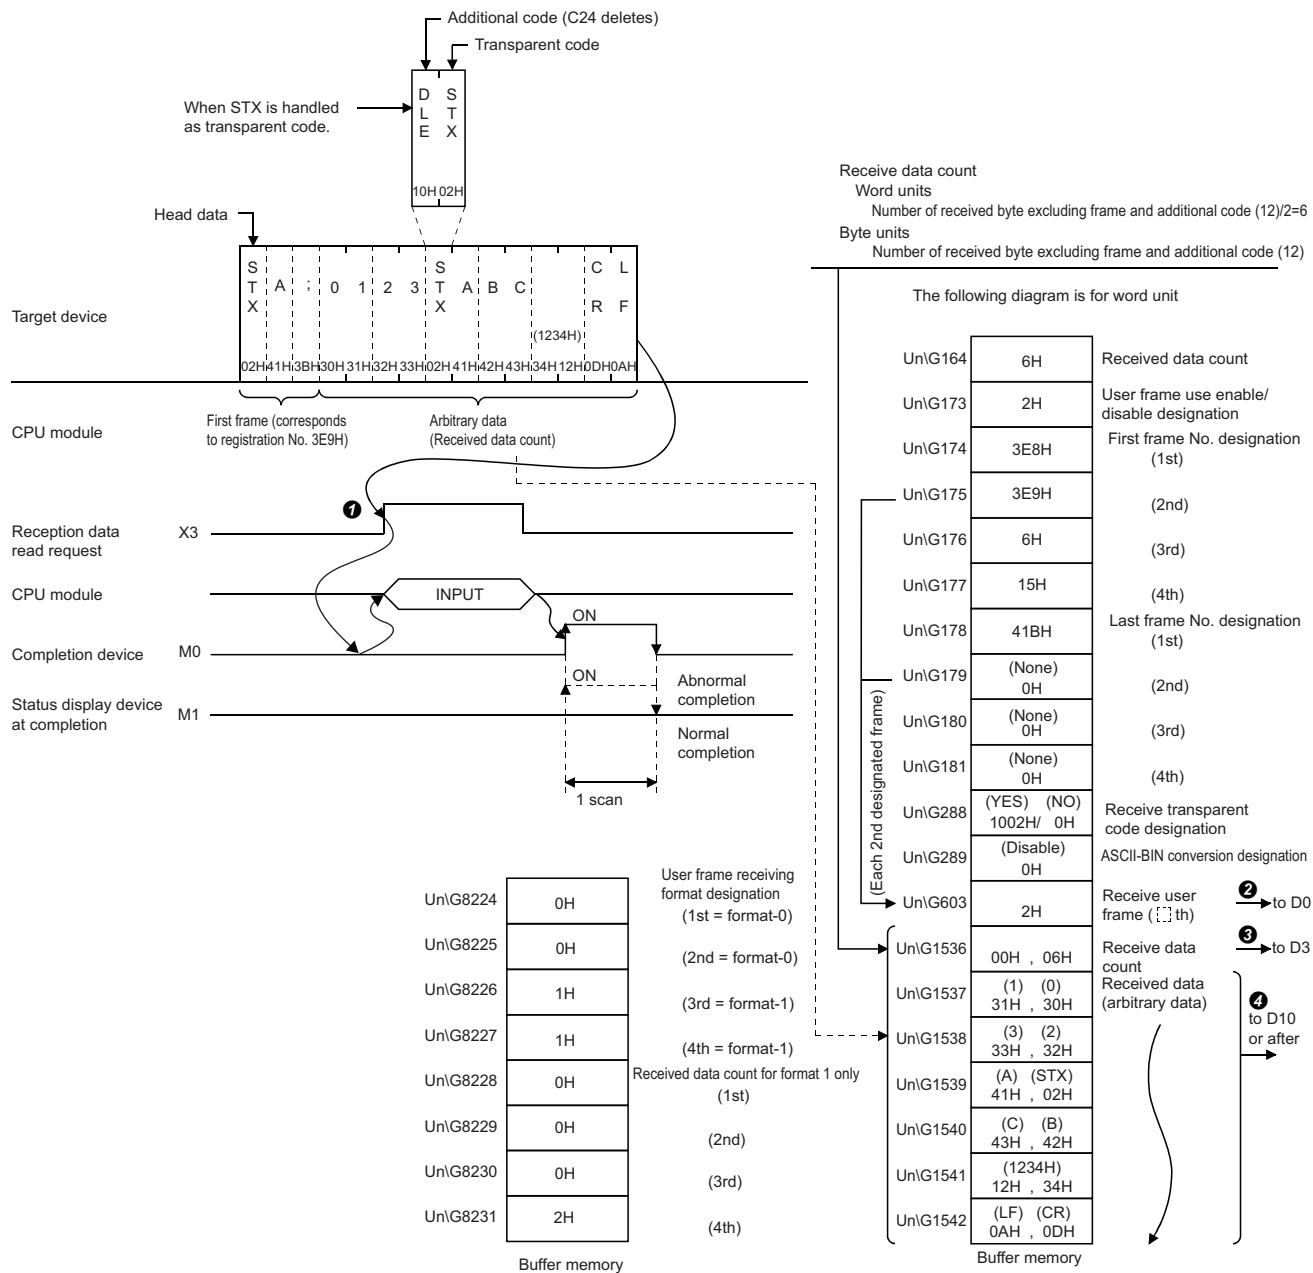 Additional code (C24 deletes)
Transparent code
When STX is handled
as transparent code.
D S
L T
E X
10H 02H
Head data
S T X A ; 0 1 2 3 S T X A B C C R L F
(1234H)
02H 41H 3BH 30H 31H 32H 33H 02H 41H 42H 43H 34H 12H 0DH 0AH
Target device
CPU module
First frame (corresponds
to registration No. 3E9H)
Arbitrary data
(Received data count)
❶
Reception data
read request
X3
CPU module
INPUT
ON
Completion device
M0
ON
Abnormal
completion
Status display device
at completion
M1
Normal
completion
1 scan
Receive data count
Word units
Number of received byte excluding frame and additional code (12)/2=6
Byte units
Number of received byte excluding frame and additional code (12)
The following diagram is for word unit
Un\G164 6H Received data count
Un\G173 2H User frame use enable/
disable designation
Un\G174 3E8H First frame No. designation
(1st)
Un\G175 3E9H (2nd)
Un\G176 6H (3rd)
Un\G177 15H (4th)
Un\G178 41BH Last frame No. designation
(1st)
Un\G179 (None)
0H (2nd)
Un\G180 (None)
0H (3rd)
Un\G181 (None)
0H (4th)
Un\G288 (YES) (NO)
1002H/ 0H Receive transparent
code designation
Un\G289 (Disable)
0H ASCII-BIN conversion designation
(Each 2nd designated frame)
Un\G603 2H Receive user
frame ( th) ❷ to D0
Un\G1536 00H , 06H Receive data
count ❸ to D3
Un\G1537 (1) (0)
31H , 30H Received data
(arbitrary data)
❹
to D10
or after
Un\G1538 (3) (2)
33H , 32H
Un\G1539 (A) (STX)
41H , 02H
Un\G1540 (C) (B)
43H , 42H
Un\G1541 (1234H)
12H , 34H
Un\G1542 (LF) (CR)
0AH , 0DH
Buffer memory
User frame receiving
format designation
Un\G8224 0H (1st = format-0)
Un\G8225 0H (2nd = format-0)
Un\G8226 1H (3rd = format-1)
Un\G8227 1H (4th = format-1)
Received data count for format 1 only
Un\G8228 0H (1st)
Un\G8229 0H (2nd)
Un\G8230 0H (3rd)
Un\G8231 2H (4th)
Buffer memory